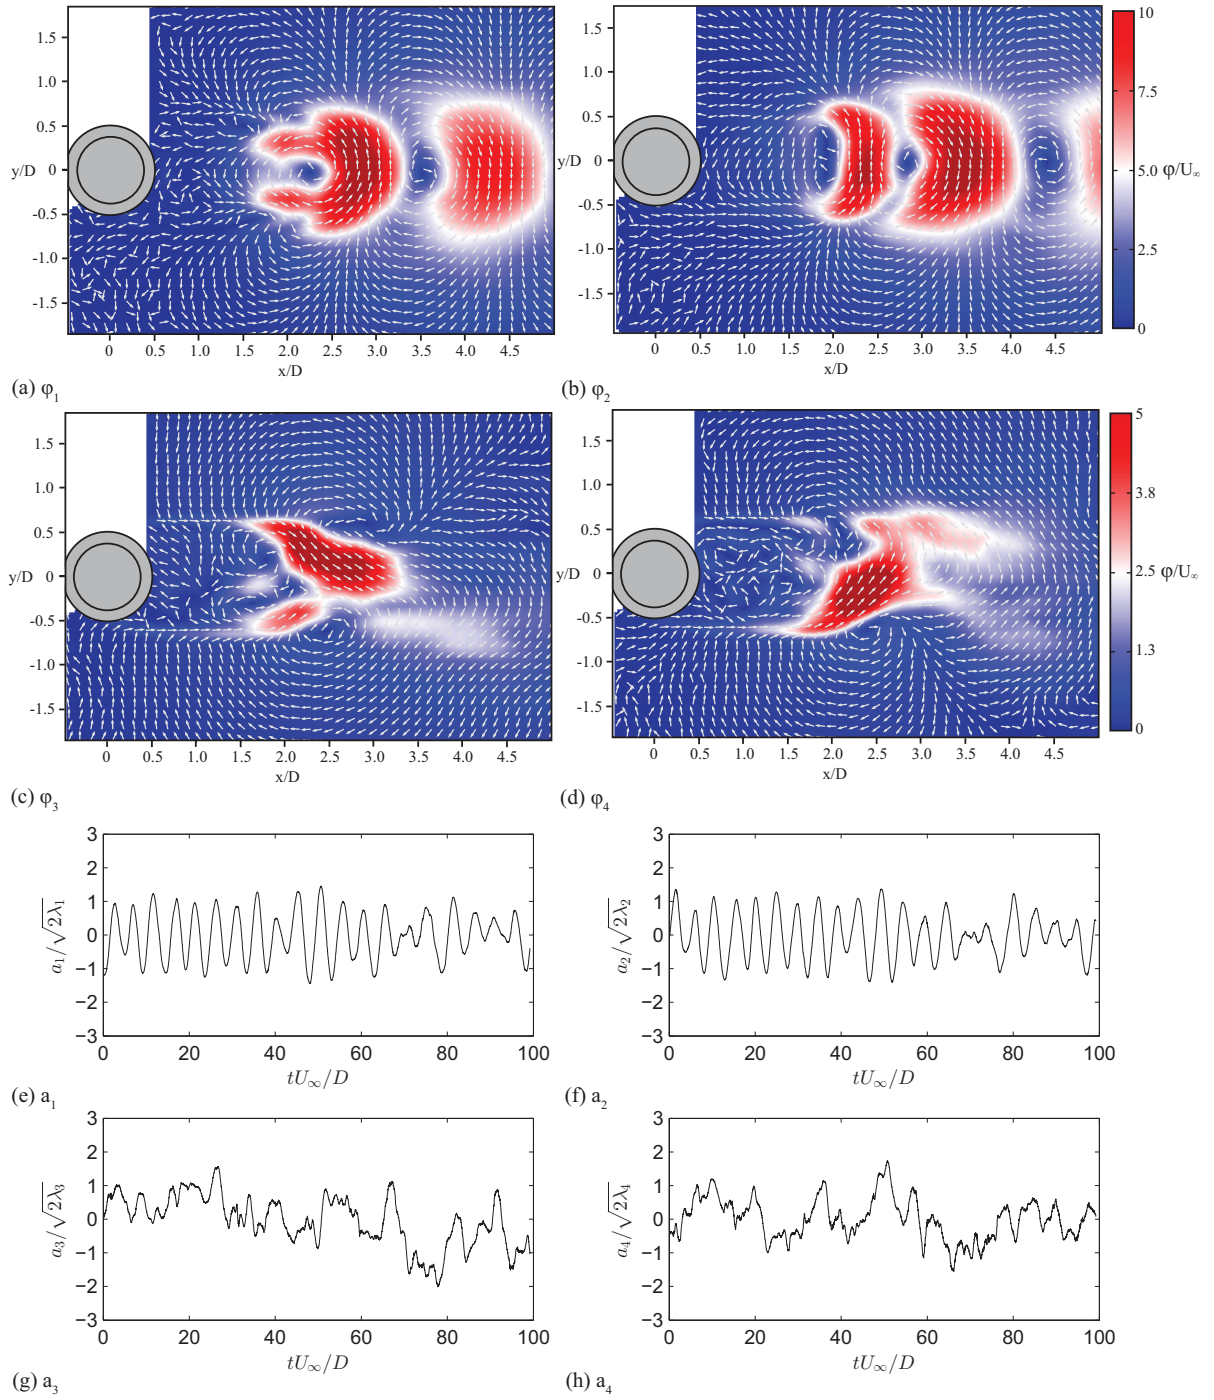 1.5
1.0
0.5
y/D 0
-0.5
-1.0
-1.5
0 0.5 1.0 1.5 2.0 2.5 3.0 3.5 4.0 4.5
x/D
(a) φ₁
1.5
1.0
0.5
y/D 0
-0.5
-1.0
-1.5
0 0.5 1.0 1.5 2.0 2.5 3.0 3.5 4.0 4.5
x/D
(b) φ₂
10
7.5
5.0 φ/U∞
2.5
0
1.5
1.0
0.5
y/D 0
-0.5
-1.0
-1.5
0 0.5 1.0 1.5 2.0 2.5 3.0 3.5 4.0 4.5
x/D
(c) φ₃
1.5
1.0
0.5
y/D 0
-0.5
-1.0
-1.5
0 0.5 1.0 1.5 2.0 2.5 3.0 3.5 4.0 4.5
x/D
(d) φ₄
5
3.8
2.5 φ/U∞
1.3
0
3
2
1
0
−1
−2
−3
a₁/√2λ₁
0 20 40 60 80 100
tU∞/D
(e) a₁
3
2
1
0
−1
−2
−3
a₂/√2λ₂
0 20 40 60 80 100
tU∞/D
(f) a₂
3
2
1
0
−1
−2
−3
a₃/√2λ₃
0 20 40 60 80 100
tU∞/D
(g) a₃
3
2
1
0
−1
−2
−3
a₄/√2λ₄
0 20 40 60 80 100
tU∞/D
(h) a₄